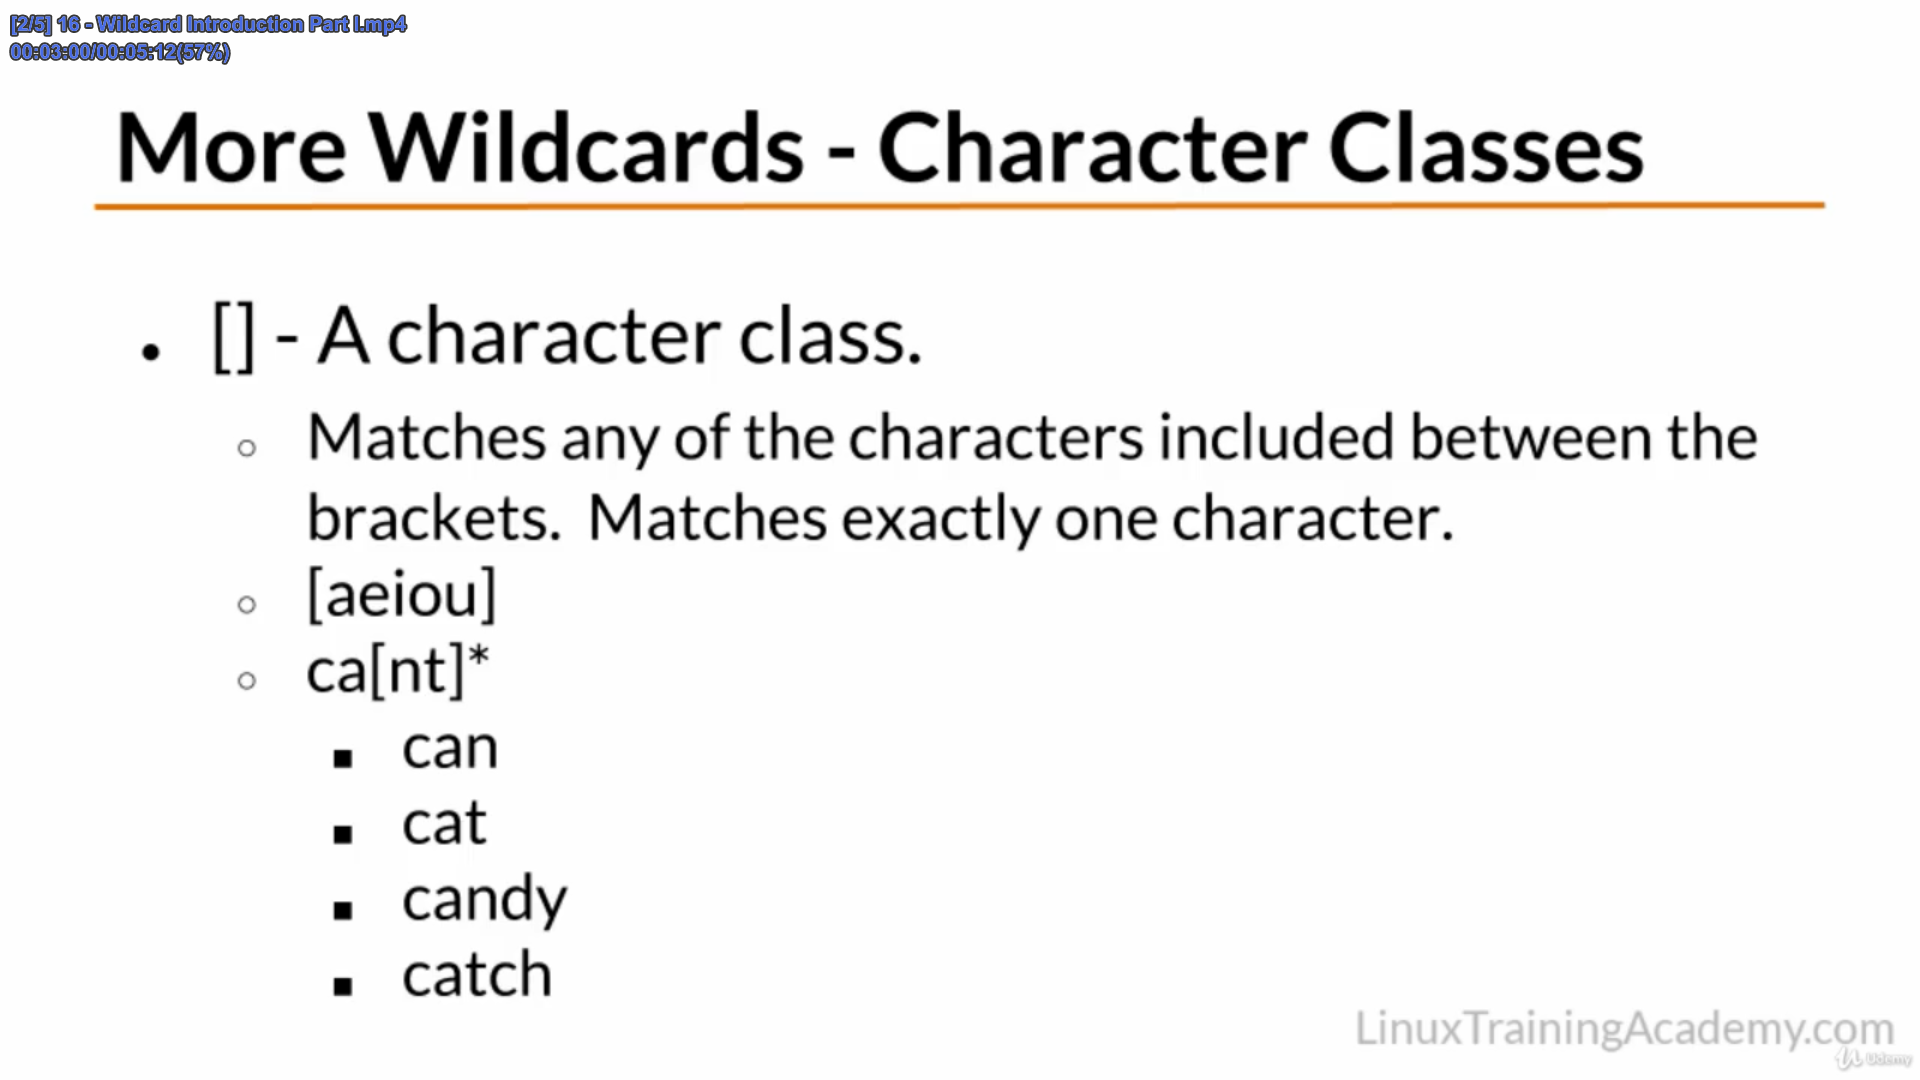 [2/5] 16 - Wildcard Introduction Part I.mp4
00:03:00/00:05:12(57%)
More Wildcards - Character Classes
• [] - A character class.
○ Matches any of the characters included between the
brackets.  Matches exactly one character.
○ [aeiou]
○ ca[nt]*
■ can
■ cat
■ candy
■ catch
LinuxTrainingAcademy.com
Udemy